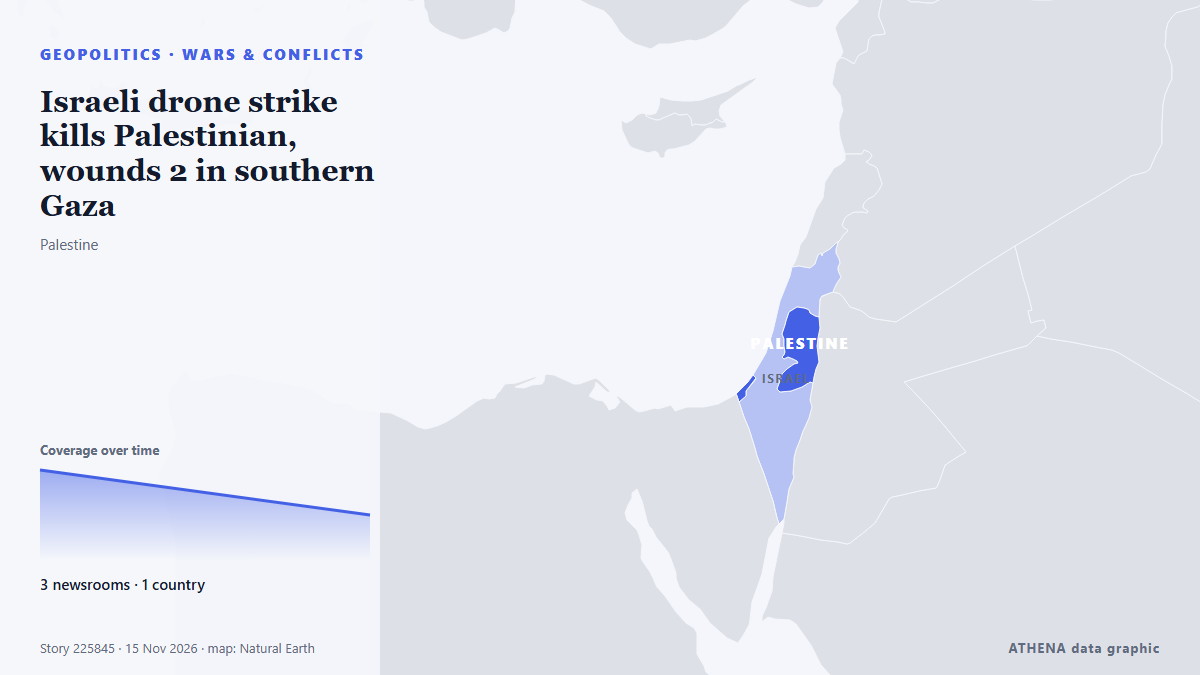 GEOPOLITICS · WARS & CONFLICTS
Israeli drone strike
kills Palestinian,
wounds 2 in southern
Gaza
Palestine
PALESTINE
ISRAEL
Coverage over time
3 newsrooms · 1 country
Story 225845 · 15 Nov 2026 · map: Natural Earth
ATHENA data graphic